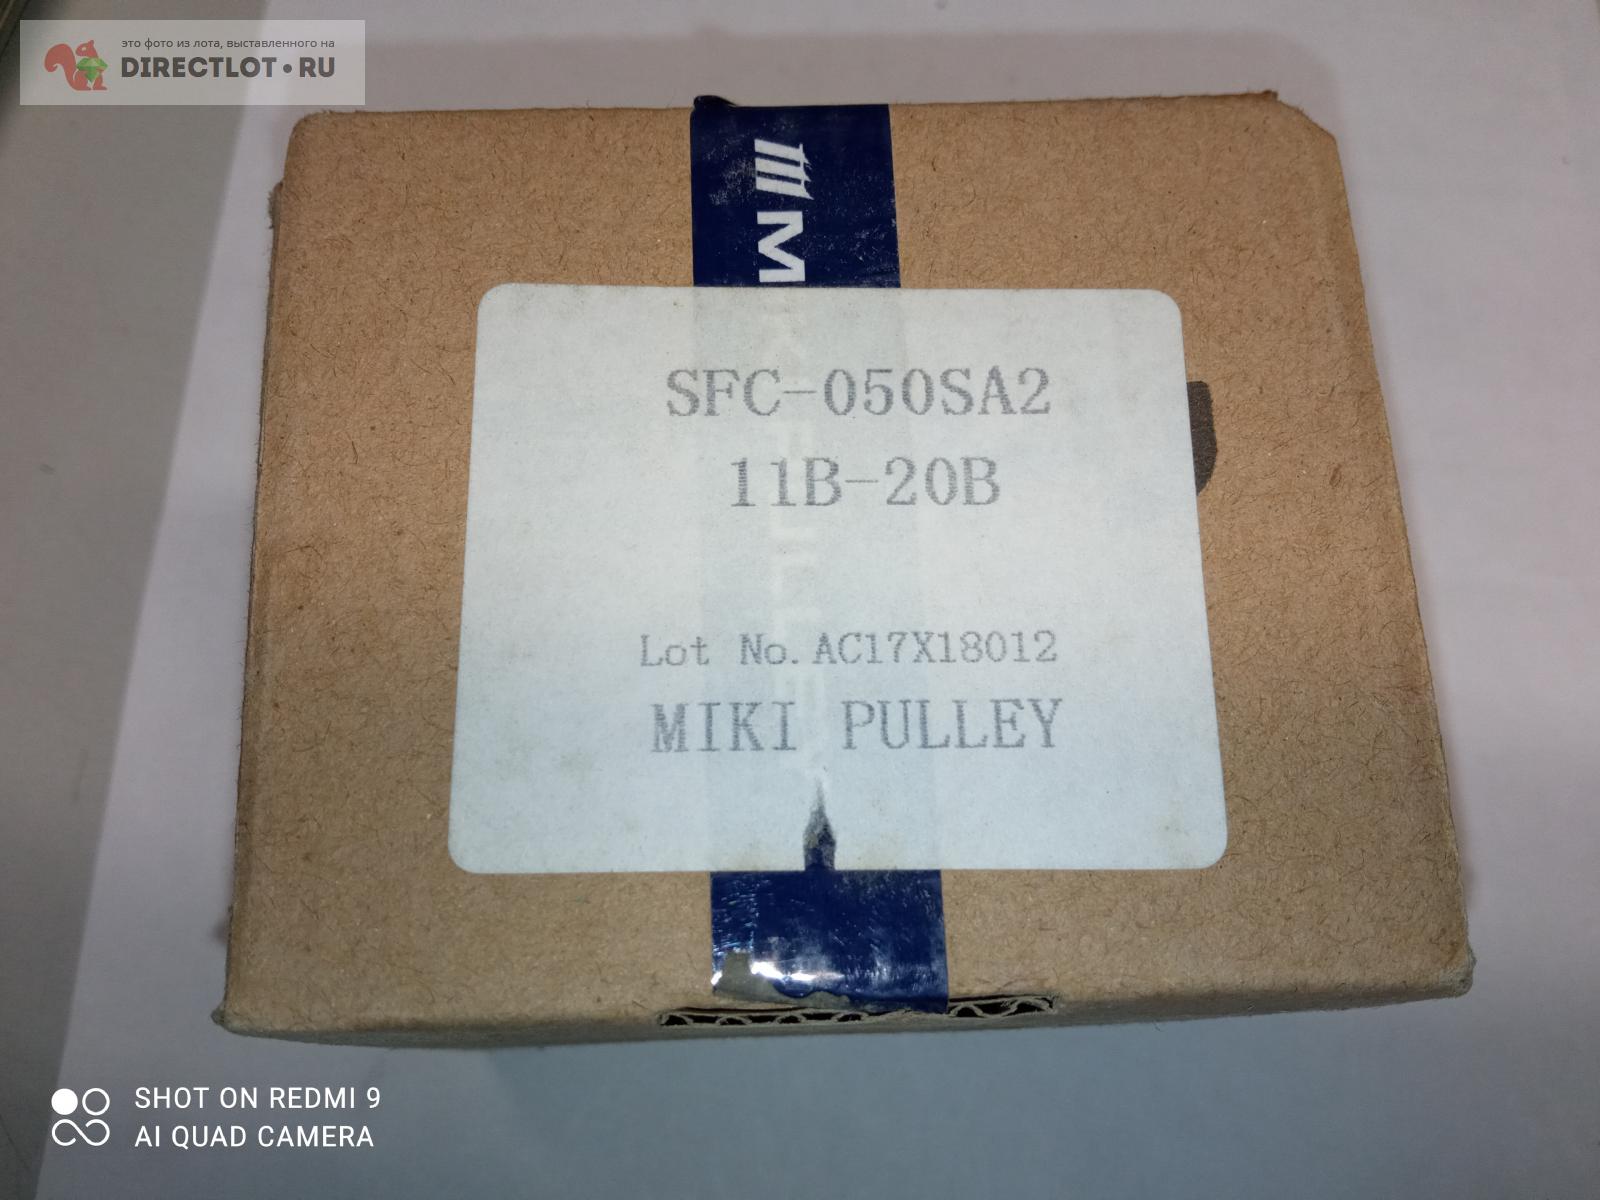 это фото из лота, выставленного на
DIRECTLOT•RU
M
SFC-050SA2
11B-20B
Lot No. AC17X18012
MIKI PULLEY
SHOT ON REDMI 9
AI QUAD CAMERA